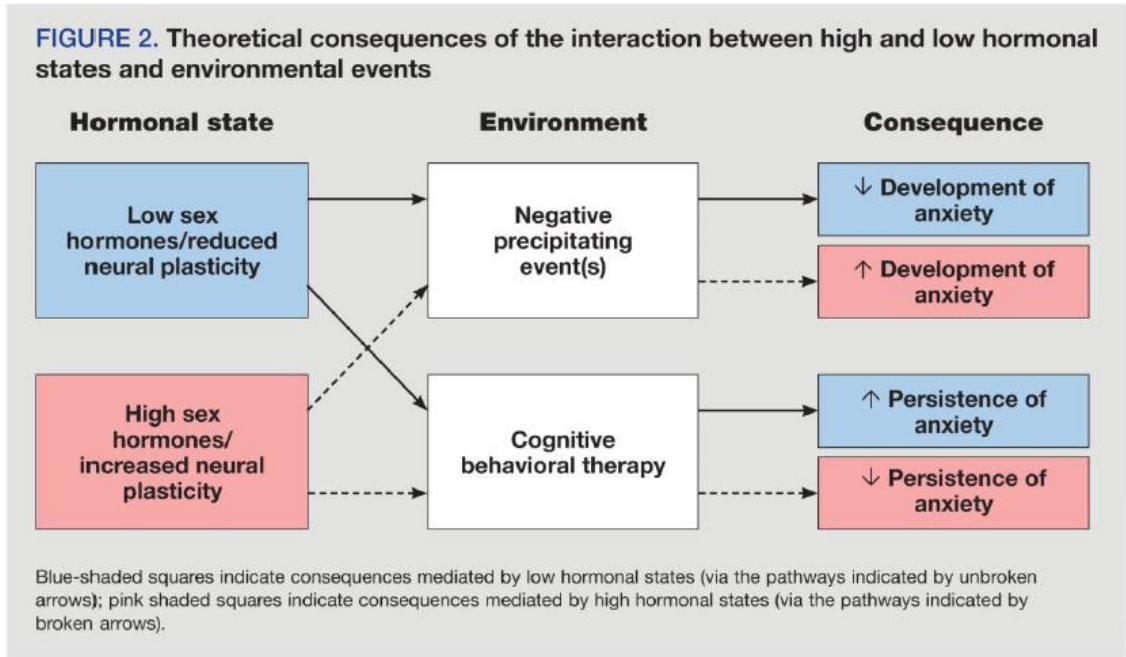 FIGURE 2. Theoretical consequences of the interaction between high and low hormonal
states and environmental events
Hormonal state
Environment
Consequence
Low sex
hormones/reduced
neural plasticity
Negative
precipitating
event(s)
↓ Development of
anxiety
↑ Development of
anxiety
High sex
hormones/
increased neural
plasticity
Cognitive
behavioral therapy
↑ Persistence of
anxiety
↓ Persistence of
anxiety
Blue-shaded squares indicate consequences mediated by low hormonal states (via the pathways indicated by unbroken
arrows); pink shaded squares indicate consequences mediated by high hormonal states (via the pathways indicated by
broken arrows).